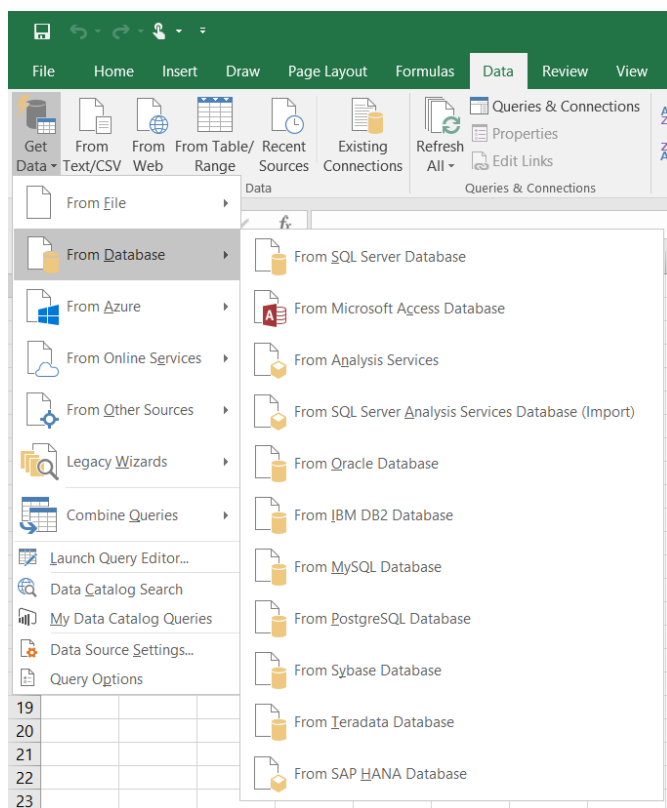 File Home Insert Draw Page Layout Formulas Data Review View
Get Data
From Text/CSV
From Web
From Table/ Range
Recent Sources
Existing Connections
Refresh All
Queries & Connections
Properties
Edit Links
Data
Queries & Connections
fx
From File
From Database
From Azure
From Online Services
From Other Sources
Legacy Wizards
Combine Queries
Launch Query Editor...
Data Catalog Search
My Data Catalog Queries
Data Source Settings...
Query Options
From SQL Server Database
From Microsoft Access Database
From Analysis Services
From SQL Server Analysis Services Database (Import)
From Oracle Database
From IBM DB2 Database
From MySQL Database
From PostgreSQL Database
From Sybase Database
From Teradata Database
From SAP HANA Database
19
20
21
22
23